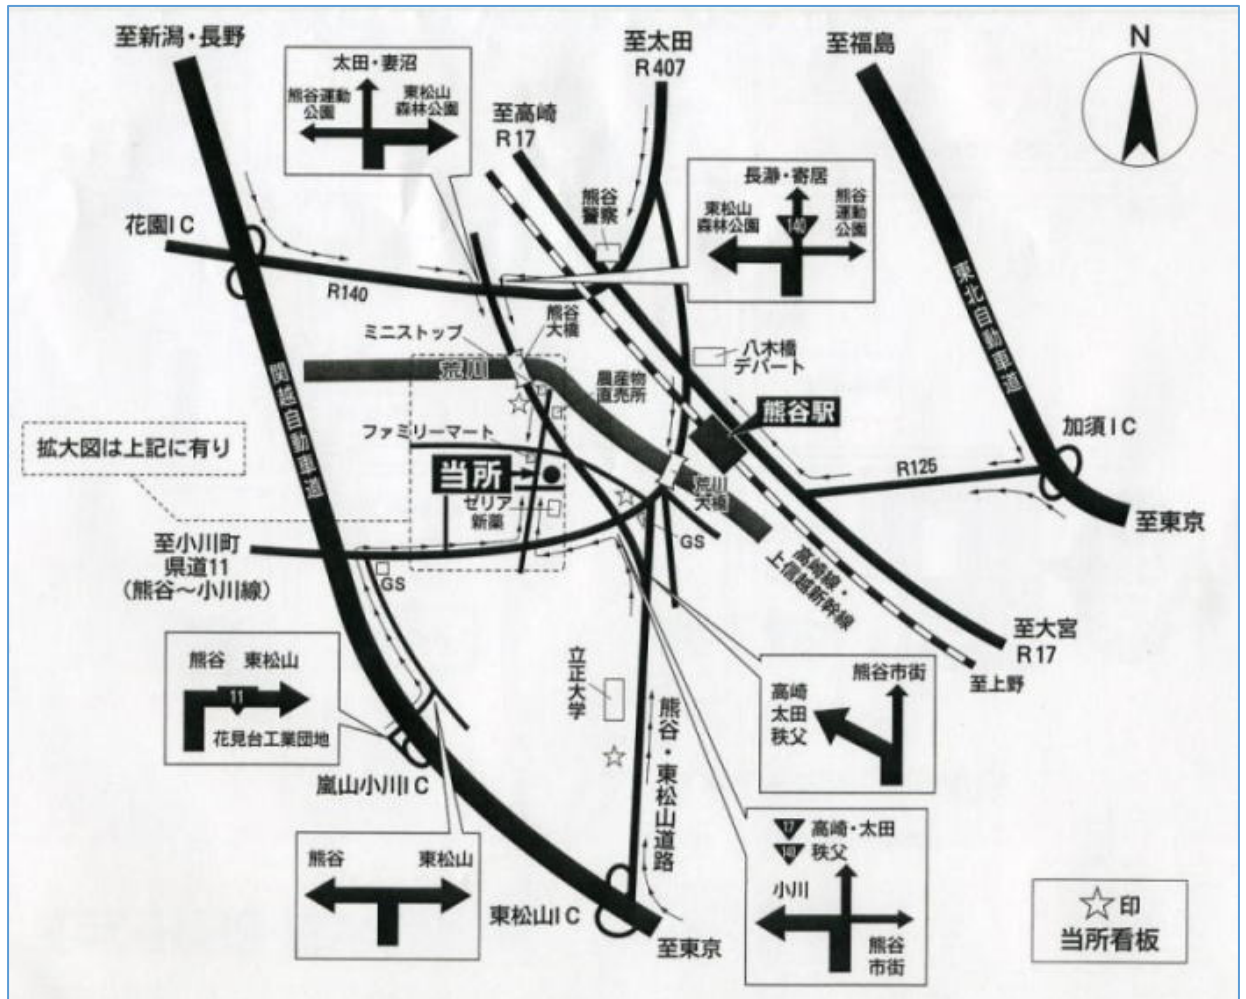 至新潟・長野
至太田
R407
至福島
N
太田・妻沼
熊谷運動
公園
東松山
森林公園
至高崎
R17
熊谷
警察
長瀞・寄居
東松山
森林公園
140
熊谷
運動
公園
花園IC
R140
ミニストップ
熊谷
大橋
八木橋
デパート
東北自動車道
関越自動車道
荒川
農産物
直売所
熊谷駅
加須IC
拡大図は上記に有り
ファミリーマート
当所
R125
荒川
大橋
ゼリア
新薬
至東京
至小川町
県道11
(熊谷～小川線)
GS
GS
高崎線・
上信越新幹線
至大宮
R17
至上野
熊谷 東松山
11
花見台工業団地
立正大学
熊谷・東松山道路
熊谷市街
高崎
太田
秩父
嵐山小川IC
熊谷 東松山
17 高崎・太田
140 秩父
小川
熊谷
市街
東松山IC
至東京
☆印
当所看板